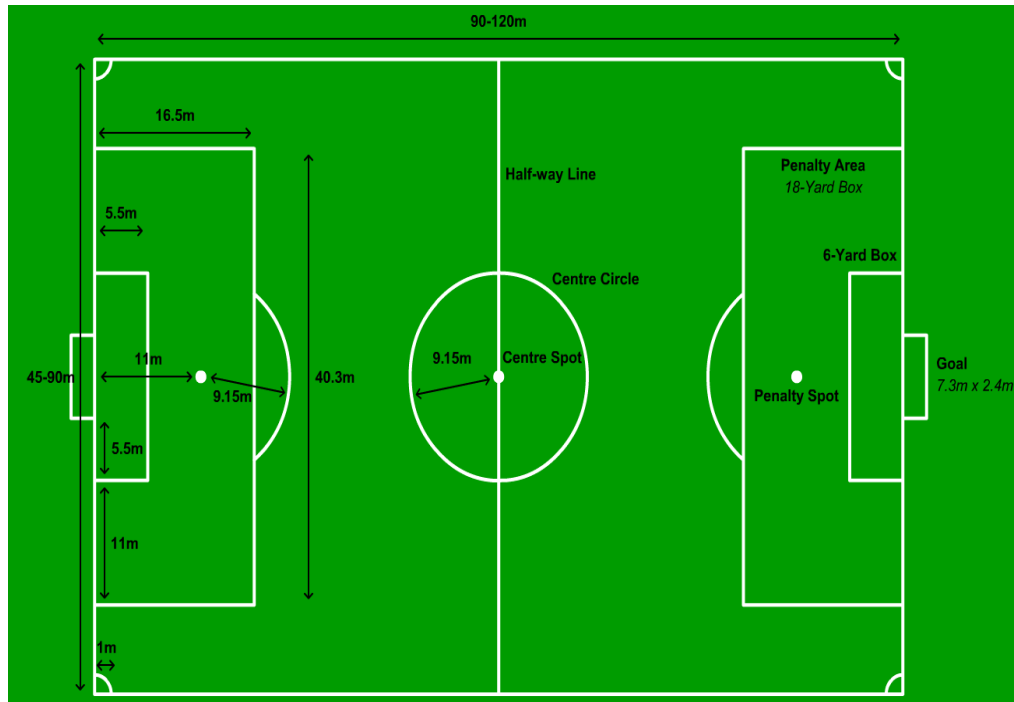 90-120m
16.5m
Half-way Line
Penalty Area
18-Yard Box
5.5m
6-Yard Box
Centre Circle
11m
9.15m
Centre Spot
Goal
45-90m
40.3m
7.3m x 2.4m
9.15m
Penalty Spot
5.5m
11m
1m